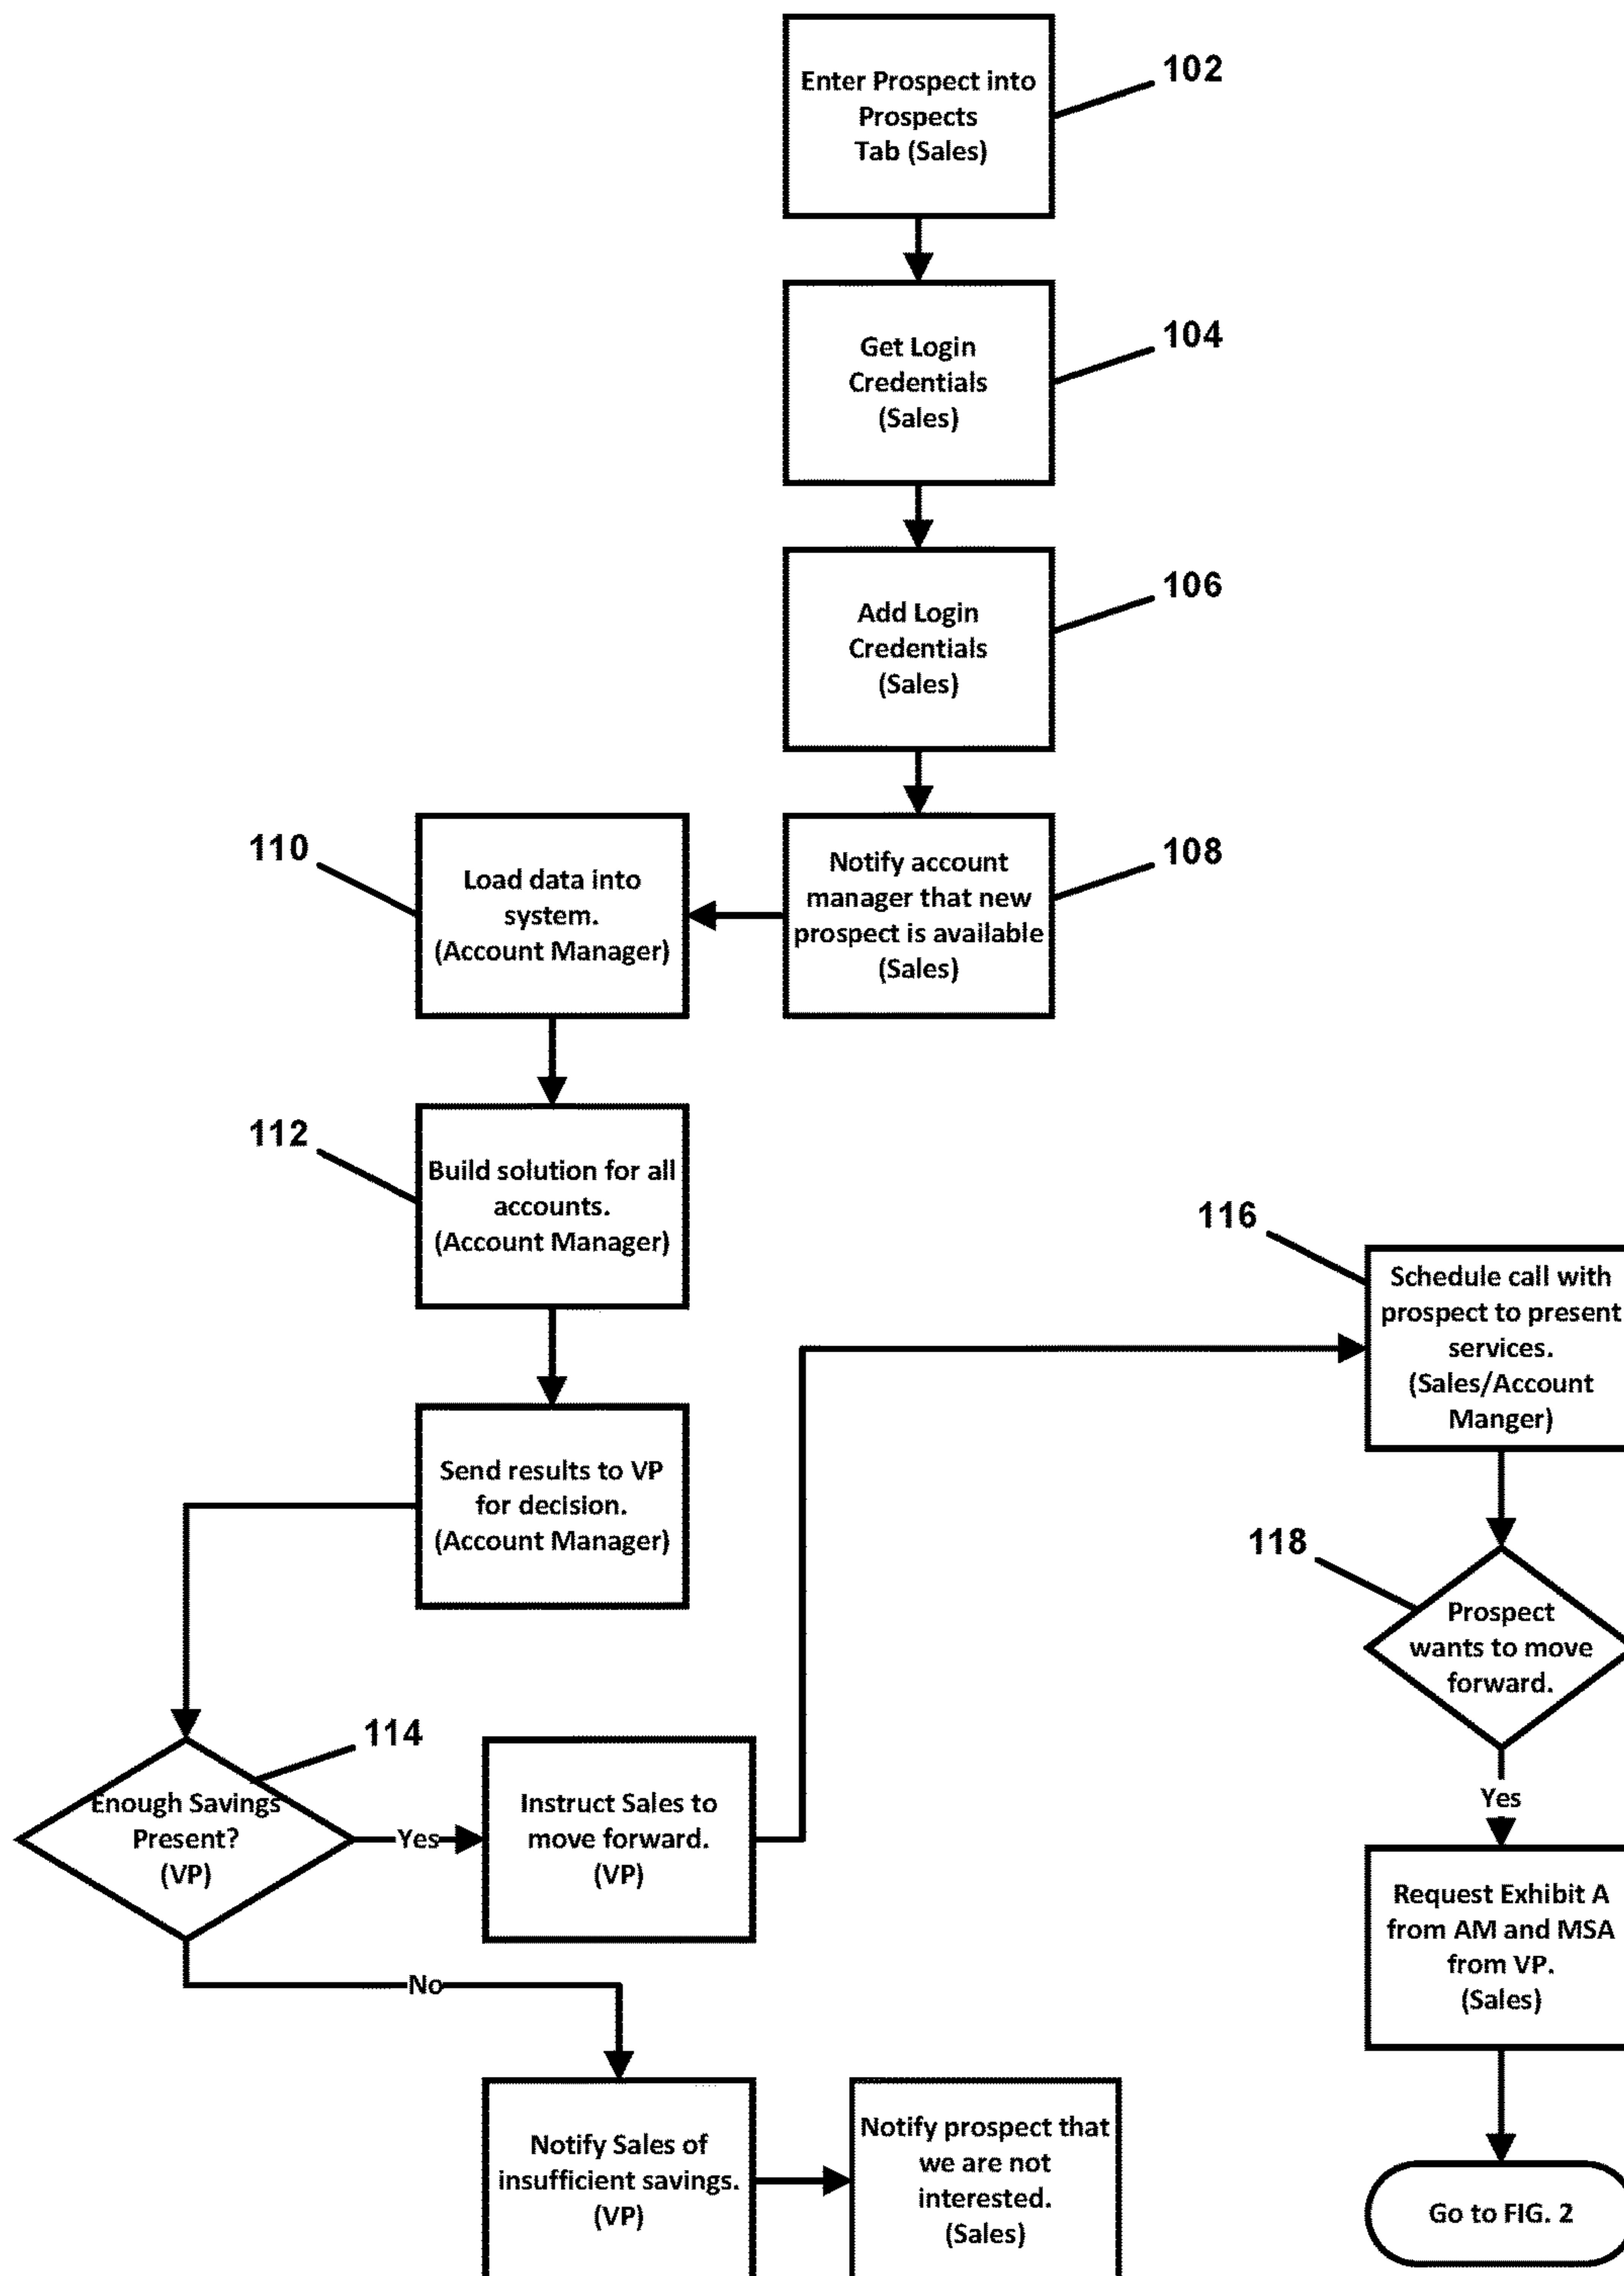 Enter Prospect into
Prospects
Tab (Sales)
102
Get Login
Credentials
(Sales)
104
Add Login
Credentials
(Sales)
106
Notify account
manager that new
prospect is available
(Sales)
108
110
Load data into
system.
(Account Manager)
112
Build solution for all
accounts.
(Account Manager)
Send results to VP
for decision.
(Account Manager)
114
Enough Savings
Present?
(VP)
Yes
Instruct Sales to
move forward.
(VP)
No
Notify Sales of
insufficient savings.
(VP)
Notify prospect that
we are not
interested.
(Sales)
116
Schedule call with
prospect to present
services.
(Sales/Account
Manger)
118
Prospect
wants to move
forward.
Yes
Request Exhibit A
from AM and MSA
from VP.
(Sales)
Go to FIG. 2